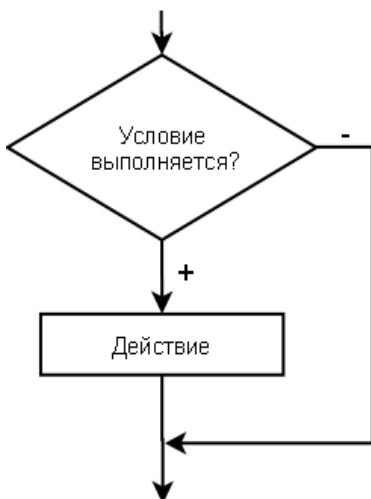 Условие
выполняется?
-
+
Действие